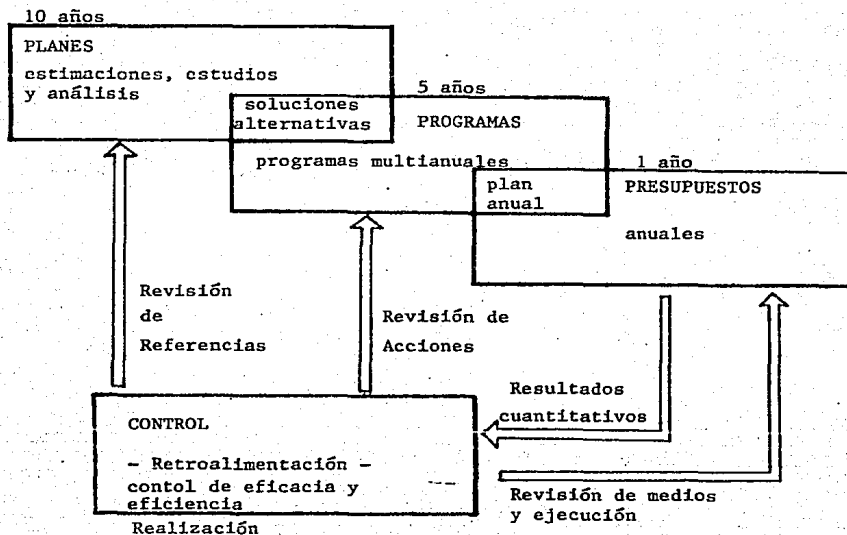 10 años
PLANES
estimaciones, estudios
y análisis
soluciones
alternativas
5 años
PROGRAMAS
programas multianuales
1 año
plan
anual
PRESUPUESTOS
anuales
Revisión
de
Referencias
Revisión de
Acciones
Resultados
cuantitativos
CONTROL
- Retroalimentación -
contol de eficacia y
eficiencia
Realización
Revisión de medios
y ejecución